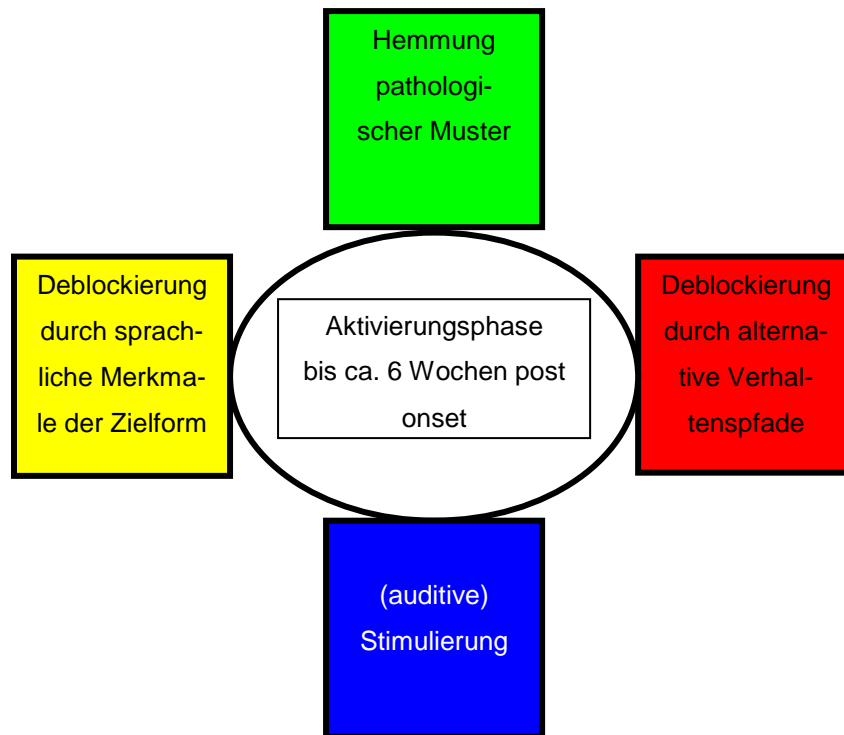 Hemmung
pathologi-
scher Muster
Deblockierung
durch sprach-
liche Merkma-
le der Zielform
Aktivierungsphase
bis ca. 6 Wochen post
onset
Deblockierung
durch alterna-
tive Verhal-
tenspfade
(auditive)
Stimulierung